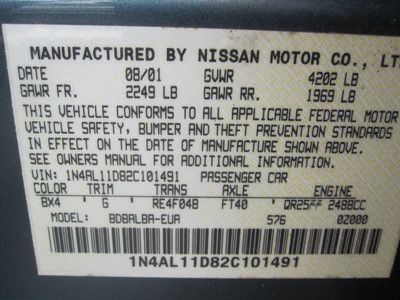 MANUFACTURED BY NISSAN MOTOR CO., LT
DATE 08/01 GVWR 4202 LB
GAWR FR. 2249 LB GAWR RR. 1969 LB
THIS VEHICLE CONFORMS TO ALL APPLICABLE FEDERAL MOTOR
VEHICLE SAFETY, BUMPER AND THEFT PREVENTION STANDARDS
IN EFFECT ON THE DATE OF MANUFACTURE SHOWN ABOVE.
SEE OWNERS MANUAL FOR ADDITIONAL INFORMATION.
VIN: 1N4AL11D82C101491 PASSENGER CAR
COLOR TRIM TRANS AXLE ENGINE
BX4 G RE4F04B FT40 QR25** 2488CC
MODEL: BDBALBA-EUA 576 02000
1N4AL11D82C101491